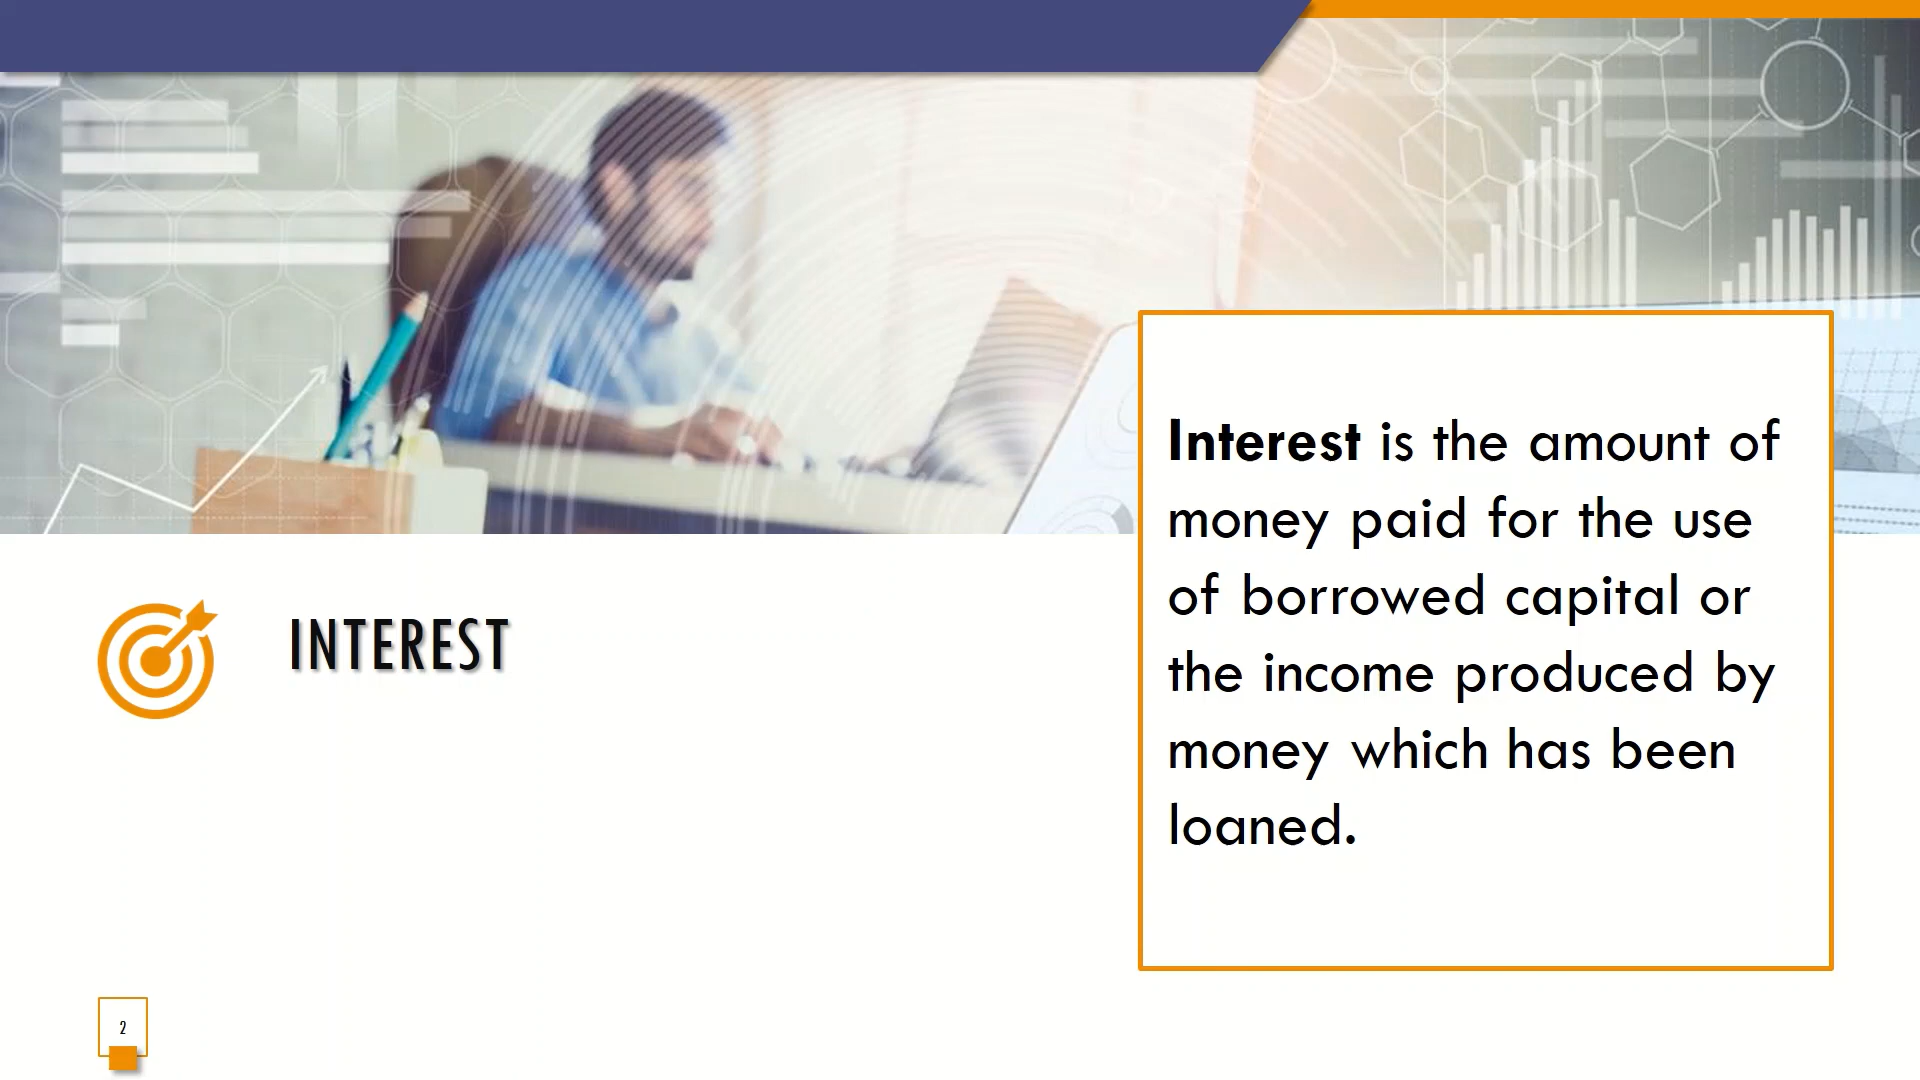 INTEREST
Interest is the amount of
money paid for the use
of borrowed capital or
the income produced by
money which has been
loaned.
2